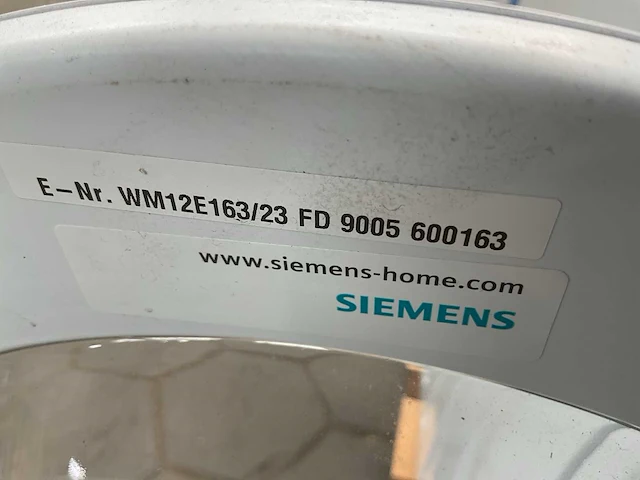 E-Nr. WM12E163/23 FD 9005 600163
www.siemens-home.com
SIEMENS